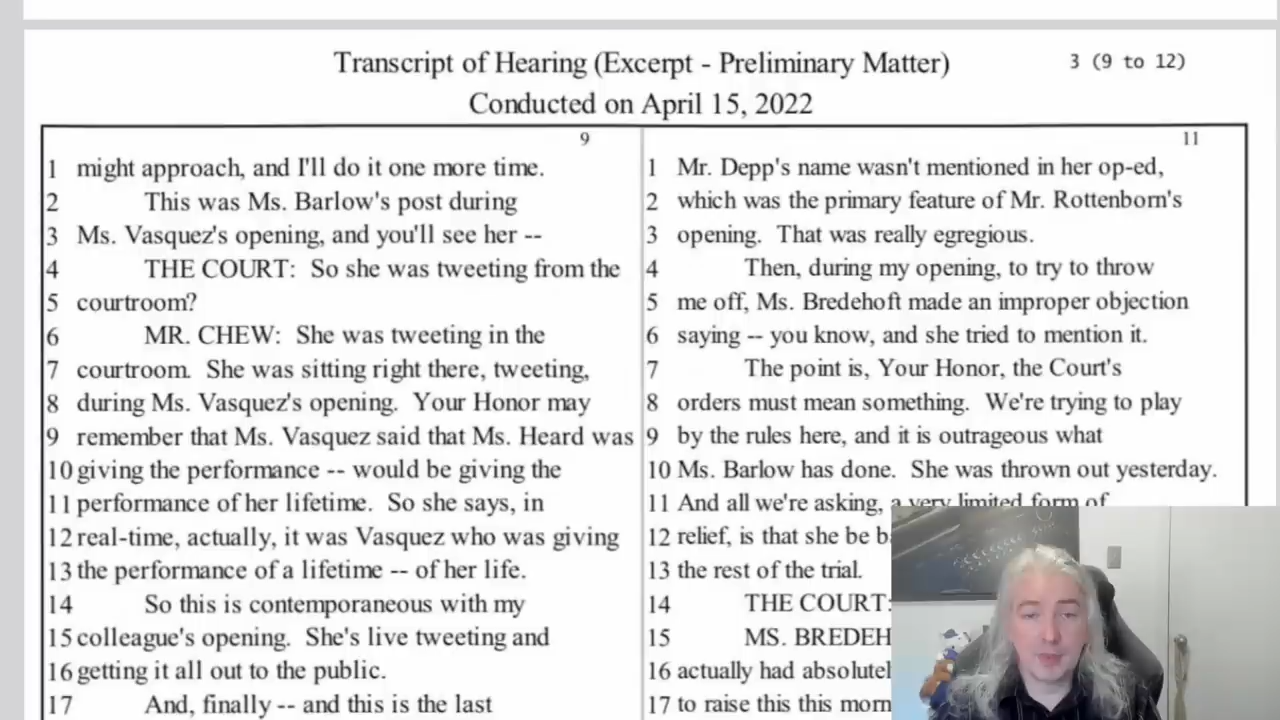 Transcript of Hearing (Excerpt - Preliminary Matter)
3 (9 to 12)
Conducted on April 15, 2022
9
1 might approach, and I'll do it one more time.
2 This was Ms. Barlow's post during
3 Ms. Vasquez's opening, and you'll see her --
4 THE COURT: So she was tweeting from the
5 courtroom?
6 MR. CHEW: She was tweeting in the
7 courtroom. She was sitting right there, tweeting,
8 during Ms. Vasquez's opening. Your Honor may
9 remember that Ms. Vasquez said that Ms. Heard was
10 giving the performance -- would be giving the
11 performance of her lifetime. So she says, in
12 real-time, actually, it was Vasquez who was giving
13 the performance of a lifetime -- of her life.
14 So this is contemporaneous with my
15 colleague's opening. She's live tweeting and
16 getting it all out to the public.
17 And, finally -- and this is the last
11
1 Mr. Depp's name wasn't mentioned in her op-ed,
2 which was the primary feature of Mr. Rottenborn's
3 opening. That was really egregious.
4 Then, during my opening, to try to throw
5 me off, Ms. Bredehoft made an improper objection
6 saying -- you know, and she tried to mention it.
7 The point is, Your Honor, the Court's
8 orders must mean something. We're trying to play
9 by the rules here, and it is outrageous what
10 Ms. Barlow has done. She was thrown out yesterday.
11 And all we're asking, a very limited form of
12 relief, is that she be b
13 the rest of the trial.
14 THE COURT:
15 MS. BREDEH
16 actually had absolutel
17 to raise this this morn